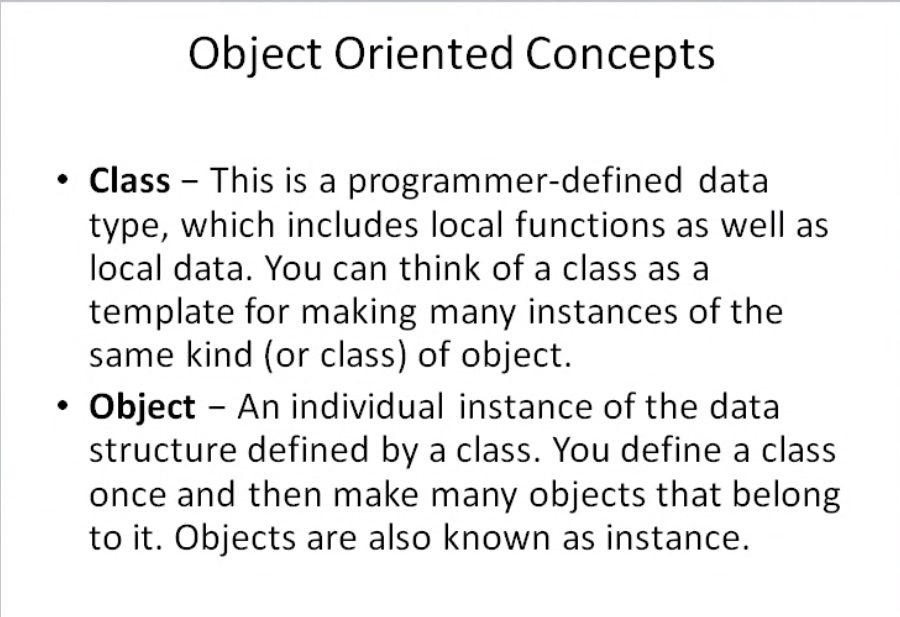 Object Oriented Concepts
• Class – This is a programmer-defined data
type, which includes local functions as well as
local data. You can think of a class as a
template for making many instances of the
same kind (or class) of object.
• Object – An individual instance of the data
structure defined by a class. You define a class
once and then make many objects that belong
to it. Objects are also known as instance.